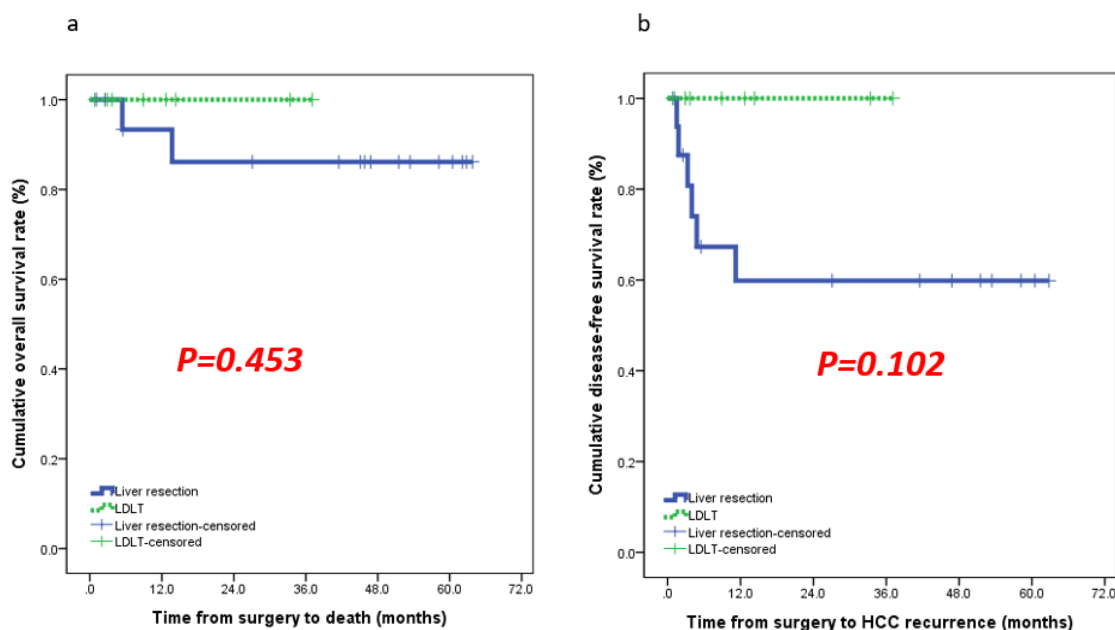 a
Cumulative overall survival rate (%)
1.0
0.8
0.6
0.4
0.2
0.0
P=0.453
Liver resection
LDLT
Liver resection-censored
LDLT-censored
.0 12.0 24.0 36.0 48.0 60.0 72.0
Time from surgery to death (months)
b
Cumulative disease-free survival rate (%)
1.0
0.8
0.6
0.4
0.2
0.0
P=0.102
Liver resection
LDLT
Liver resection-censored
LDLT-censored
.0 12.0 24.0 36.0 48.0 60.0 72.0
Time from surgery to HCC recurrence (months)